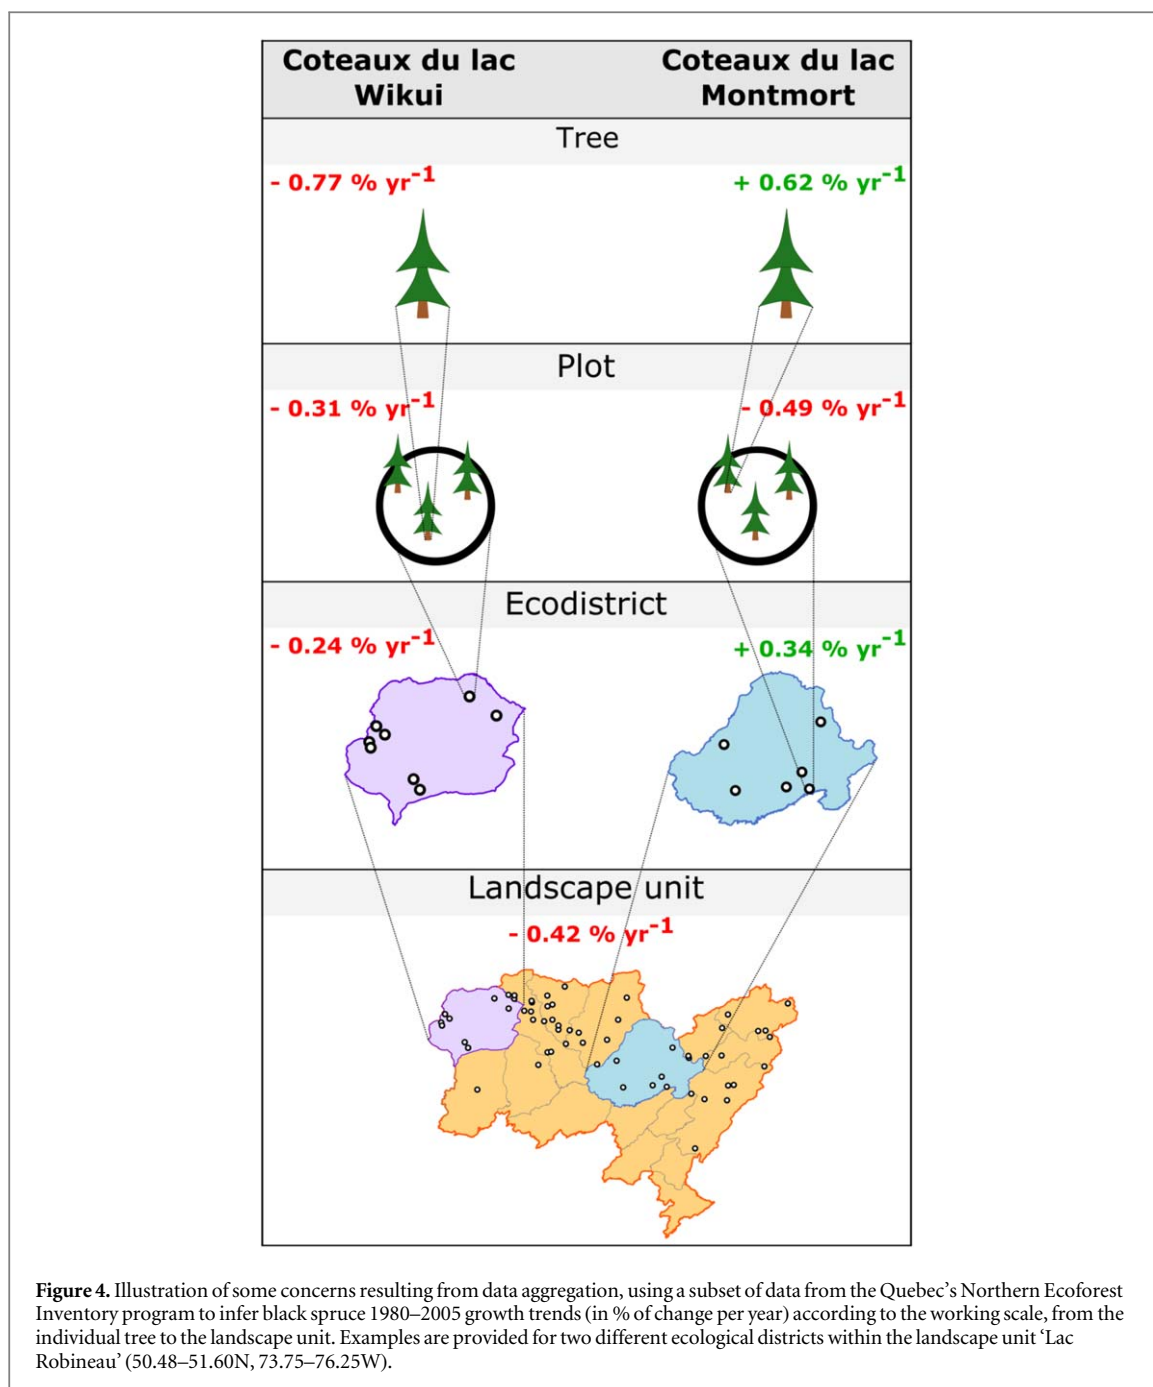 Coteaux du lac Wikui
Coteaux du lac Montmort
Tree
- 0.77 % yr-1
+ 0.62 % yr-1
Plot
- 0.31 % yr-1
- 0.49 % yr-1
Ecodistrict
- 0.24 % yr-1
+ 0.34 % yr-1
Landscape unit
- 0.42 % yr-1
Figure 4. Illustration of some concerns resulting from data aggregation, using a subset of data from the Quebec's Northern Ecoforest
Inventory program to infer black spruce 1980–2005 growth trends (in % of change per year) according to the working scale, from the
individual tree to the landscape unit. Examples are provided for two different ecological districts within the landscape unit 'Lac
Robineau' (50.48–51.60N, 73.75–76.25W).